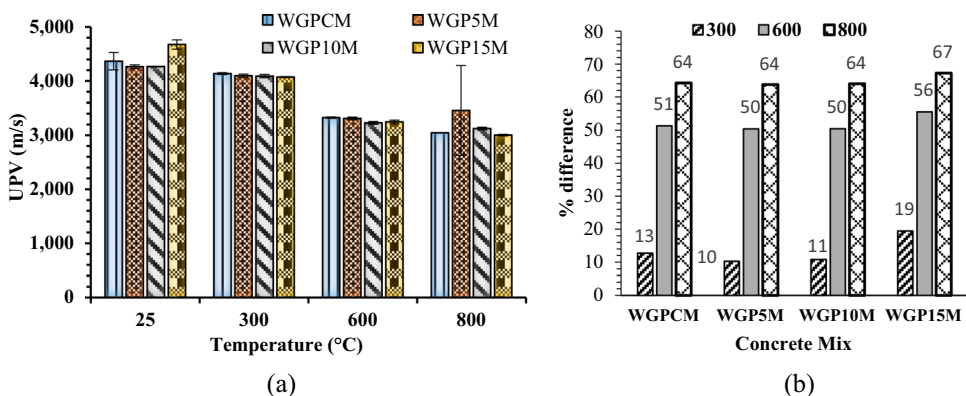 WGPCM WGP5M
WGP10M WGP15M
UPV (m/s)
5,000
4,000
3,000
2,000
1,000
0
25 300 600 800
Temperature (°C)
(a)
300 600 800
% difference
80
70
60
50
40
30
20
10
0
13 51 64
10 50 64
11 50 64
19 56 67
WGPCM WGP5M WGP10M WGP15M
Concrete Mix
(b)